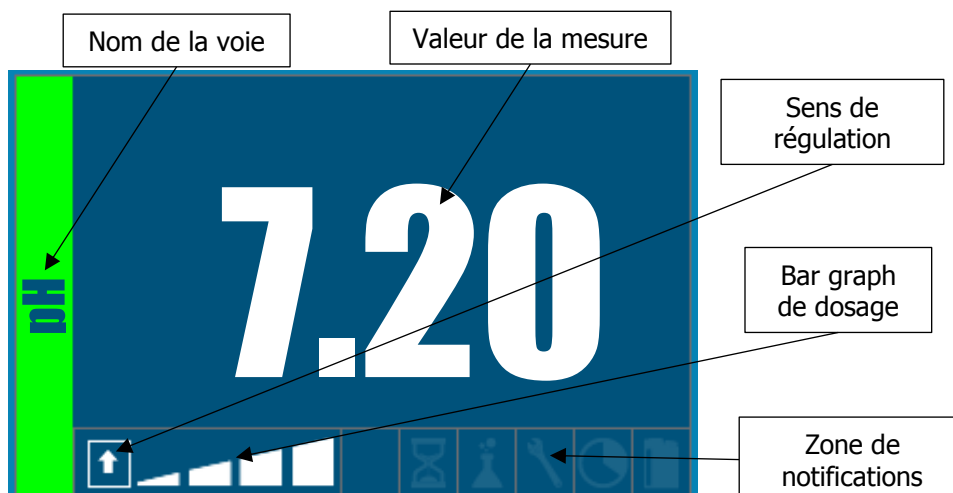 Nom de la voie
Valeur de la mesure
Sens de
régulation
pH
7.20
Bar graph
de dosage
Zone de
notifications